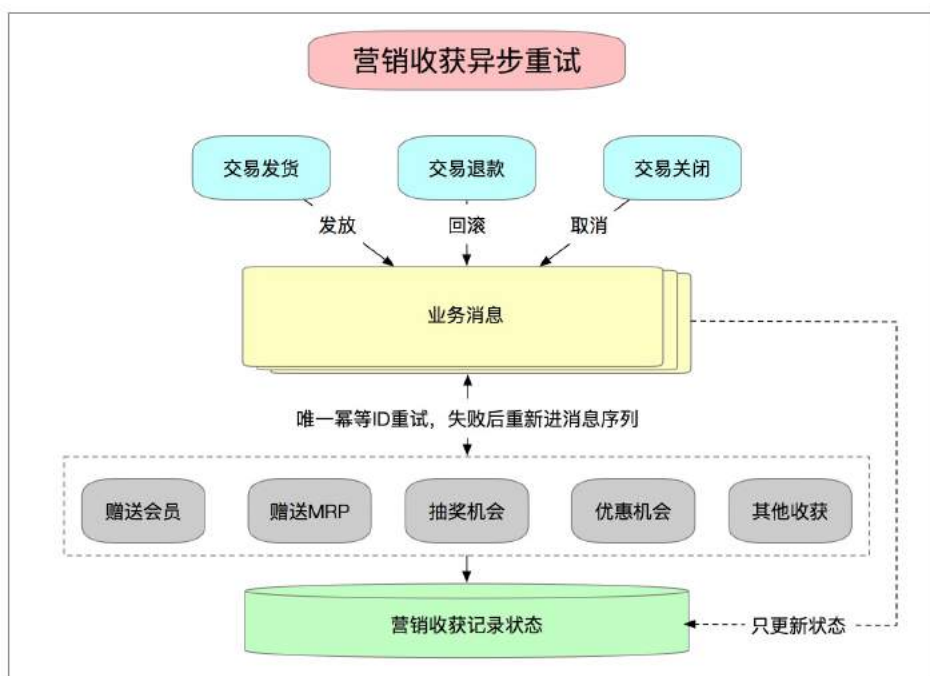 营销收获异步重试
交易发货
交易退款
交易关闭
发放
回滚
取消
业务消息
唯一幂等ID重试，失败后重新进消息序列
赠送会员
赠送MRP
抽奖机会
优惠机会
其他收获
营销收获记录状态
只更新状态